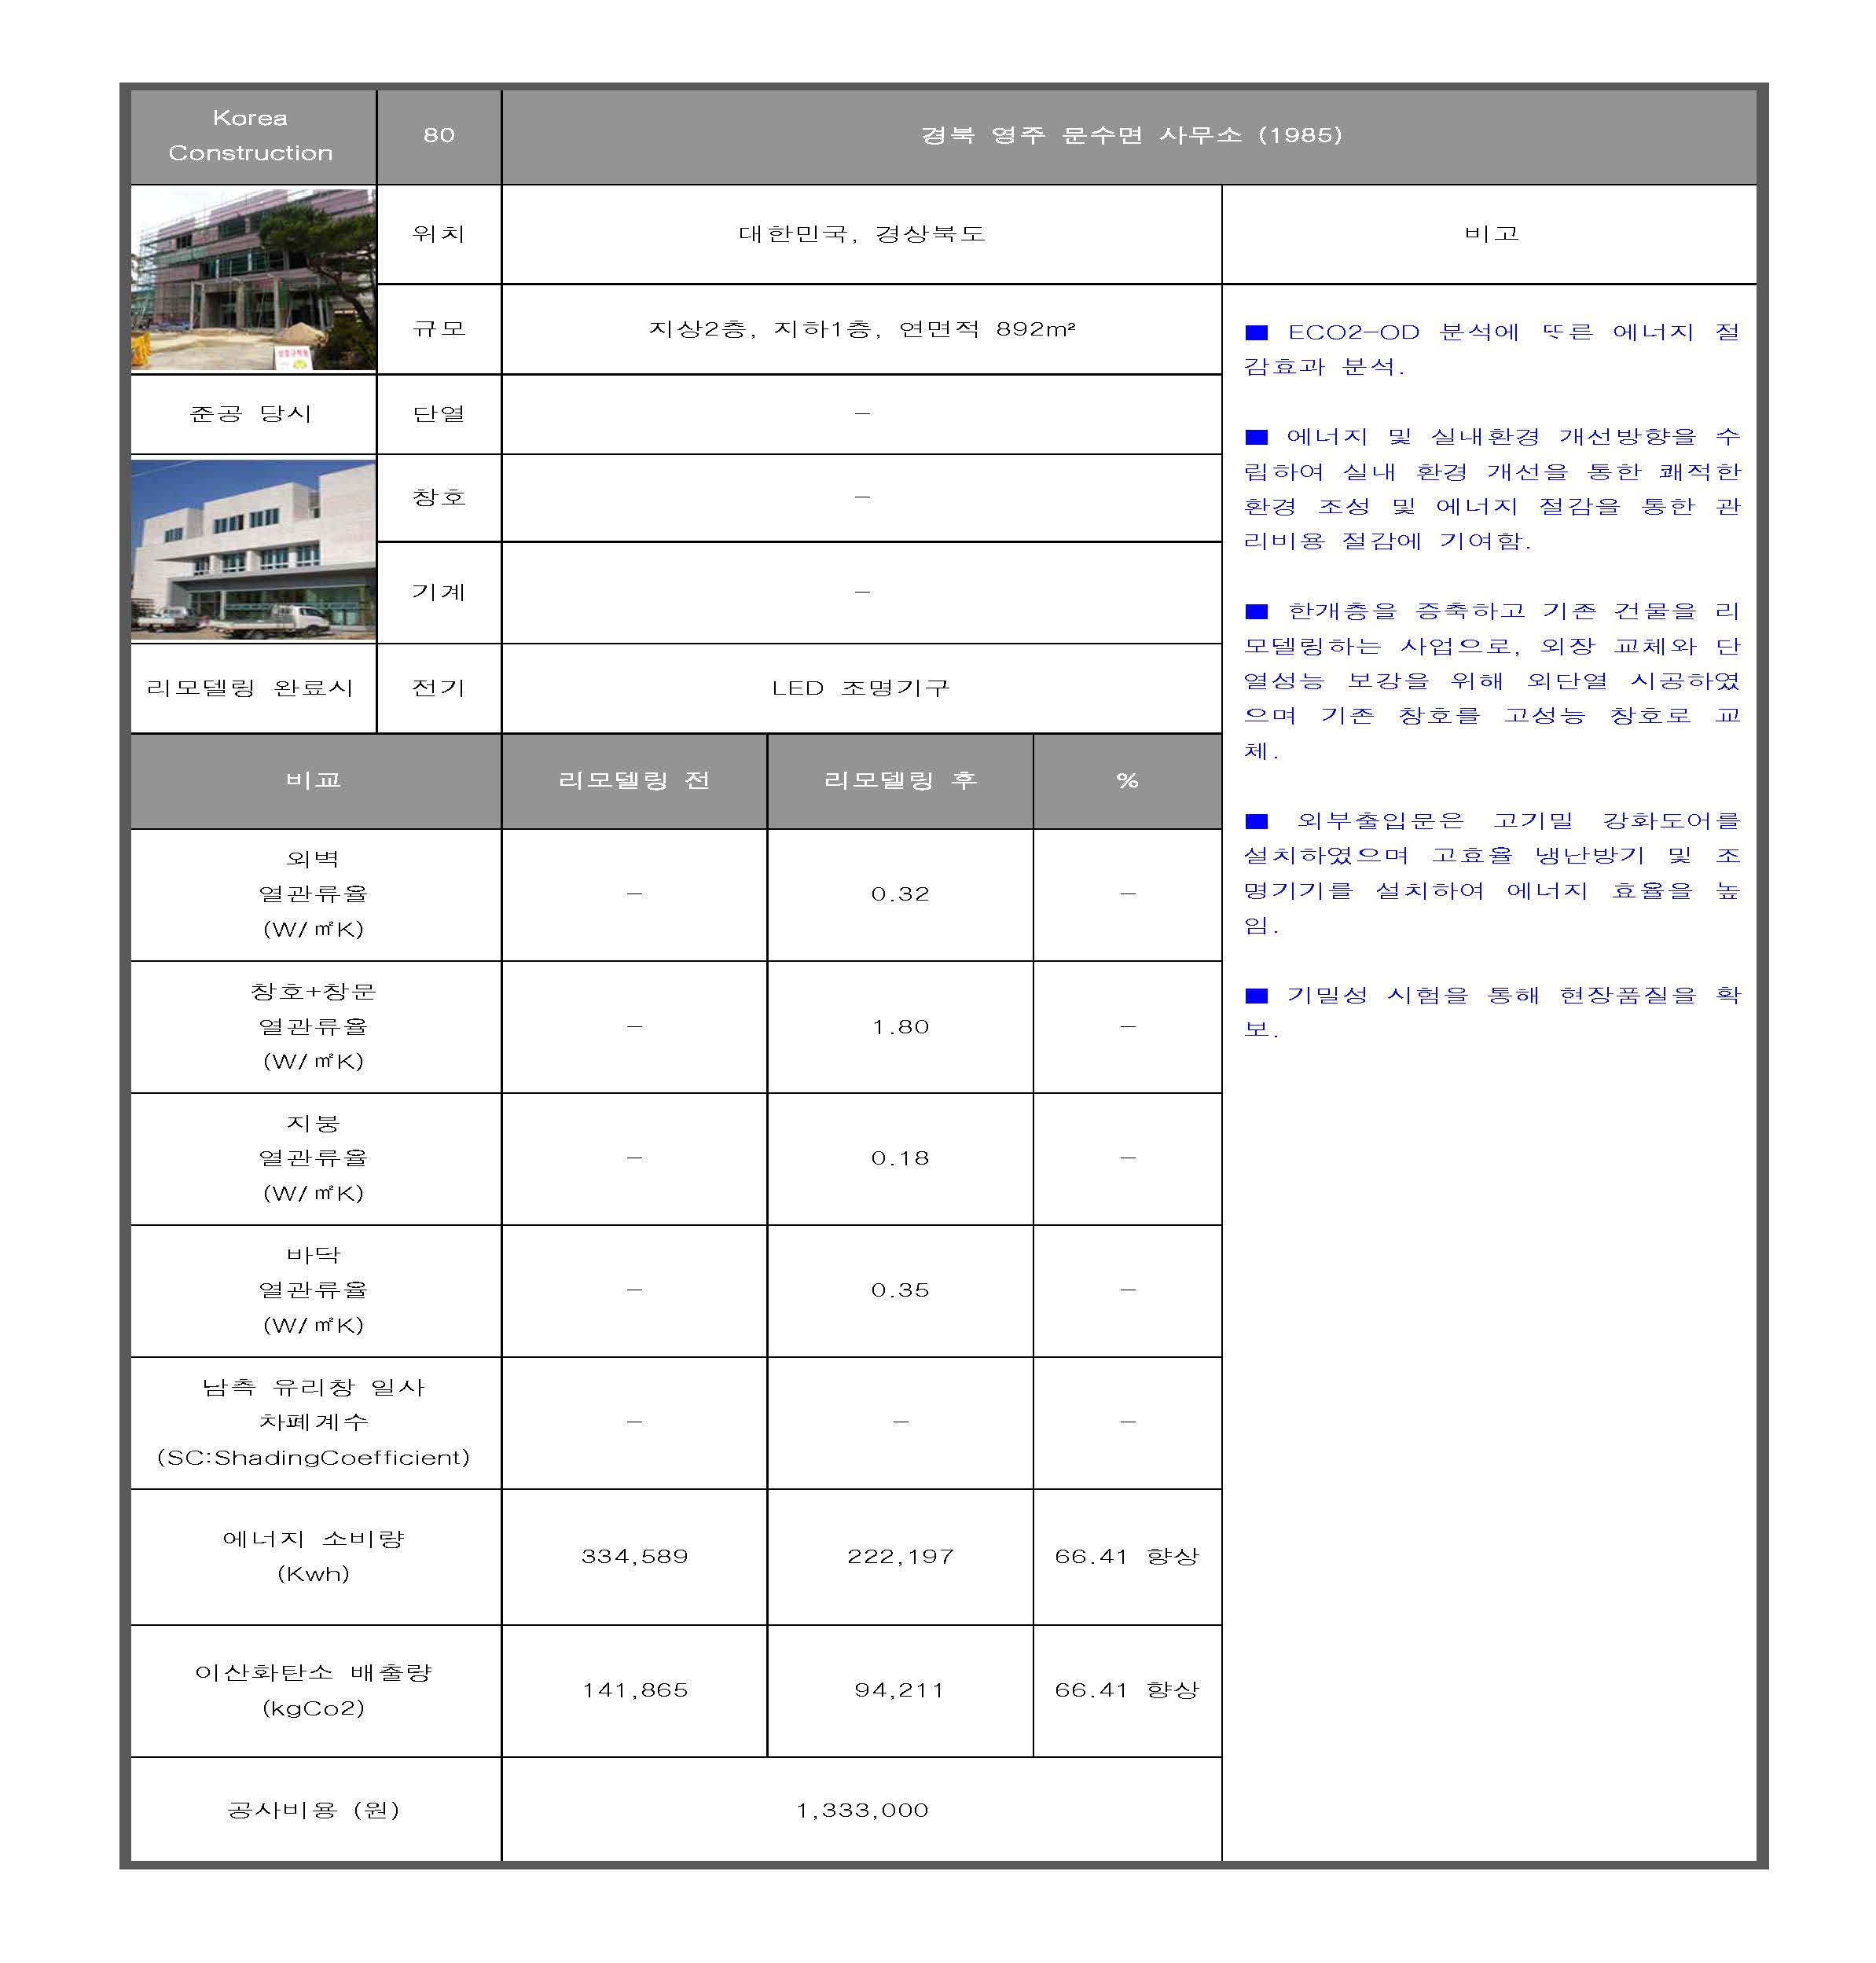 Korea
Construction
80
경북 영주 문수면 사무소 (1985)
위치
대한민국, 경상북도
비고
규모
지상2층, 지하1층, 연면적 892m²
준공 당시
단열
-
창호
-
기계
-
리모델링 완료시
전기
LED 조명기구
■ ECO2-OD 분석에 ᄄᆞ른 에너지 절
감효과 분석.
■ 에너지 및 실내환경 개선방향을 수
립하여 실내 환경 개선을 통한 쾌적한
환경 조성 및 에너지 절감을 통한 관
리비용 절감에 기여함.
■ 한개층을 증축하고 기존 건물을 리
모델링하는 사업으로, 외장 교체와 단
열성능 보강을 위해 외단열 시공하였
으며 기존 창호를 고성능 창호로 교
체.
■ 외부출입문은 고기밀 강화도어를
설치하였으며 고효율 냉난방기 및 조
명기기를 설치하여 에너지 효율을 높
임.
■ 기밀성 시험을 통해 현장품질을 확
보.
비교
리모델링 전
리모델링 후
%
외벽
열관류율
(W/㎡K)
-
0.32
-
창호+창문
열관류율
(W/㎡K)
-
1.80
-
지붕
열관류율
(W/㎡K)
-
0.18
-
바닥
열관류율
(W/㎡K)
-
0.35
-
남측 유리창 일사
차폐계수
(SC:ShadingCoefficient)
-
-
-
에너지 소비량
(Kwh)
334,589
222,197
66.41 향상
이산화탄소 배출량
(kgCo2)
141,865
94,211
66.41 향상
공사비용 (원)
1,333,000